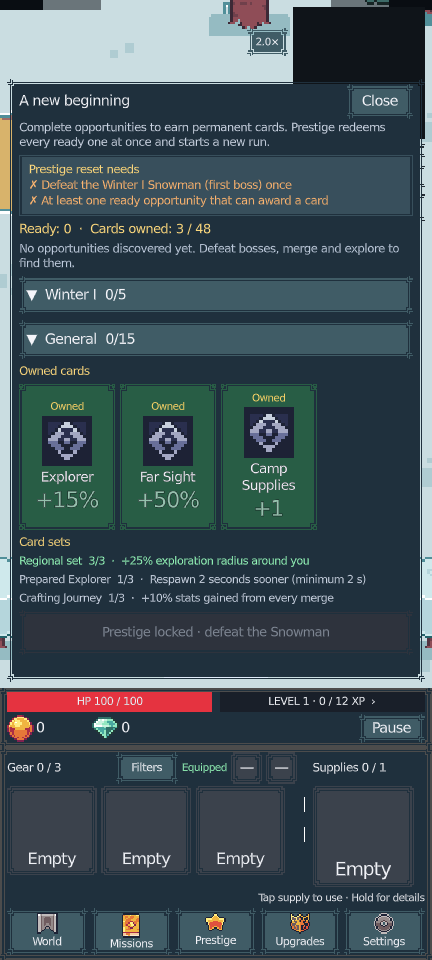 2.0×
A new beginning
Close
Complete opportunities to earn permanent cards. Prestige redeems
every ready one at once and starts a new run.
Prestige reset needs
✗ Defeat the Winter I Snowman (first boss) once
✗ At least one ready opportunity that can award a card
Ready: 0 · Cards owned: 3 / 48
No opportunities discovered yet. Defeat bosses, merge and explore to
find them.
▼ Winter I 0/5
▼ General 0/15
Owned cards
Owned
Explorer
+15%
Owned
Far Sight
+50%
Owned
Camp
Supplies
+1
Card sets
Regional set 3/3 · +25% exploration radius around you
Prepared Explorer 1/3 · Respawn 2 seconds sooner (minimum 2 s)
Crafting Journey 1/3 · +10% stats gained from every merge
Prestige locked · defeat the Snowman
HP 100 / 100
LEVEL 1 · 0 / 12 XP ›
0
0
Pause
Gear 0 / 3
Filters
Equipped
—
—
Supplies 0 / 1
Empty
Empty
Empty
Empty
Tap supply to use · Hold for details
World
Missions
Prestige
Upgrades
Settings